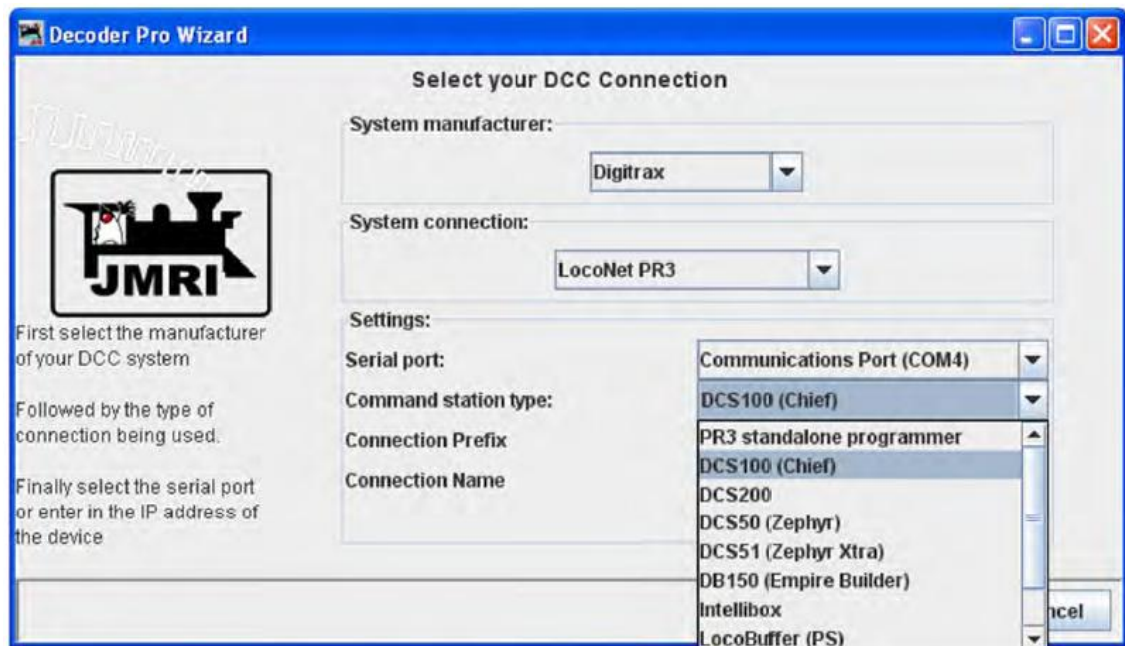 Decoder Pro Wizard
Select your DCC Connection
System manufacturer:
Digitrax
System connection:
LocoNet PR3
JMRI
First select the manufacturer
of your DCC system
Followed by the type of
connection being used.
Finally select the serial port
or enter in the IP address of
the device
Settings:
Serial port:
Communications Port (COM4)
Command station type:
DCS100 (Chief)
Connection Prefix
Connection Name
PR3 standalone programmer
DCS100 (Chief)
DCS200
DCS50 (Zephyr)
DCS51 (Zephyr Xtra)
DB150 (Empire Builder)
Intellibox
LocoBuffer (PS)
ncel